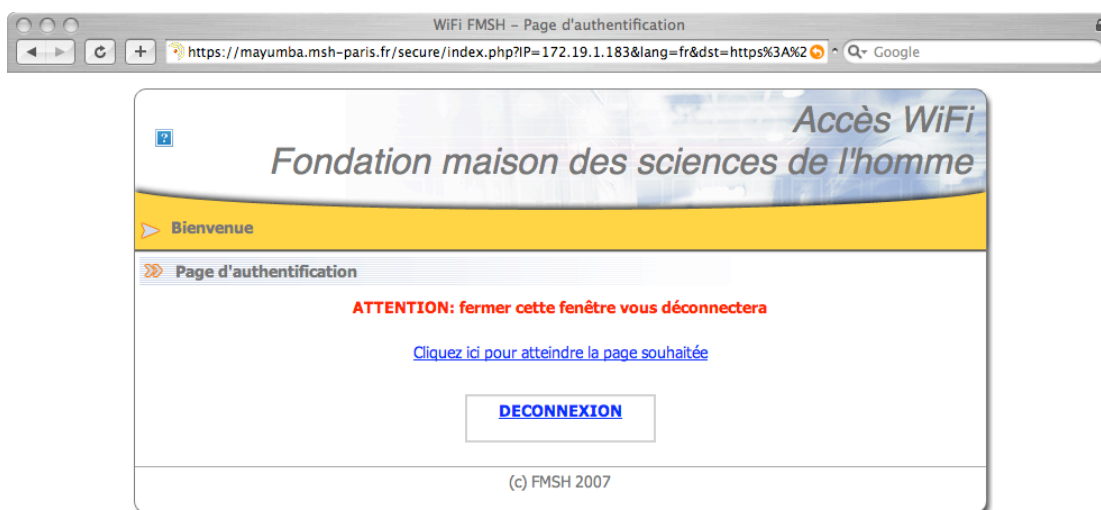 WiFi FMSH – Page d'authentification
https://mayumba.msh-paris.fr/secure/index.php?IP=172.19.1.183&lang=fr&dst=https%3A%2
Google
?
Accès WiFi
Fondation maison des sciences de l'homme
Bienvenue
Page d'authentification
ATTENTION: fermer cette fenêtre vous déconnectera
Cliquez ici pour atteindre la page souhaitée
DECONNEXION
(c) FMSH 2007